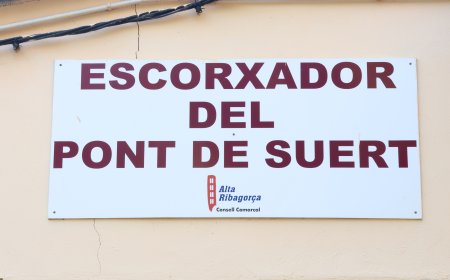 ESCORXADOR
DEL
PONT DE SUERT
Alta
Ribagorça
Consell Comarcal